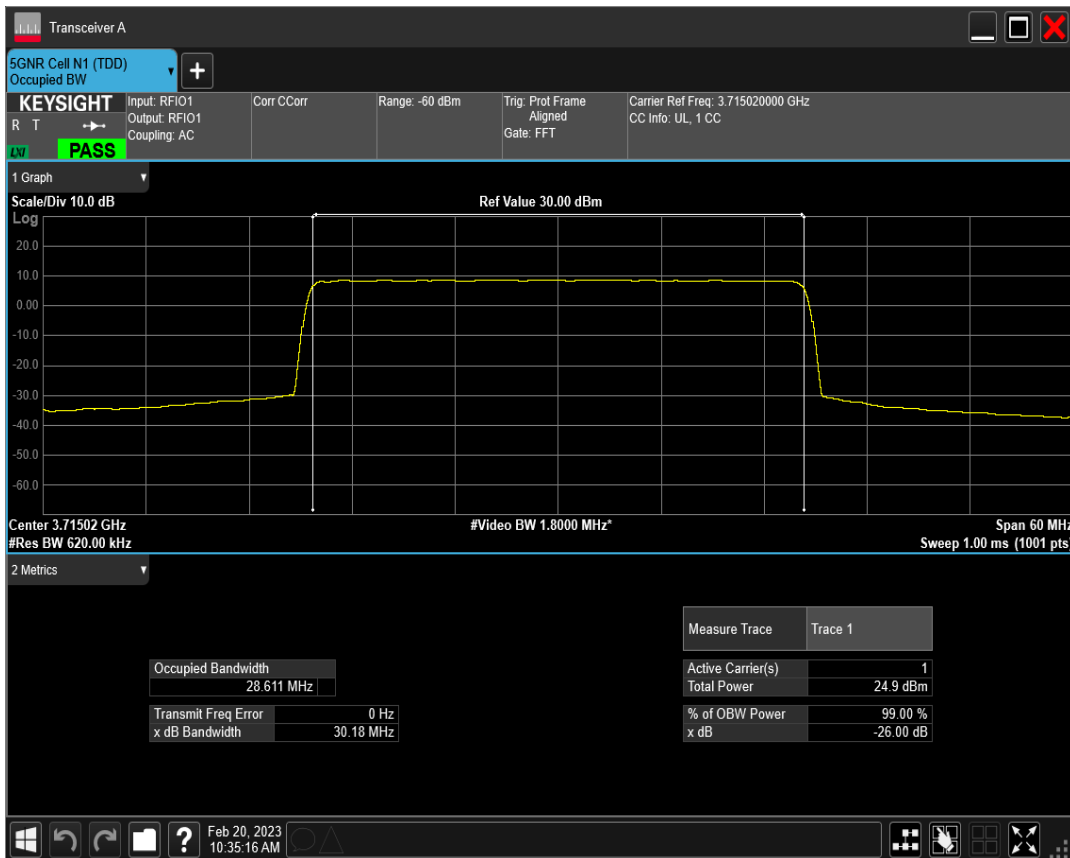 Transceiver A
5GNR Cell N1 (TDD)
Occupied BW
+
KEYSIGHT
R T
LXI
PASS
Input: RFIO1
Output: RFIO1
Coupling: AC
Corr CCorr
Range: -60 dBm
Trig: Prot Frame
Aligned
Gate: FFT
Carrier Ref Freq: 3.715020000 GHz
CC Info: UL, 1 CC
1 Graph
Scale/Div 10.0 dB
Ref Value 30.00 dBm
Log
20.0
10.0
0.00
-10.0
-20.0
-30.0
-40.0
-50.0
-60.0
Center 3.71502 GHz
#Video BW 1.8000 MHz*
Span 60 MHz
#Res BW 620.00 kHz
Sweep 1.00 ms (1001 pts)
2 Metrics
Measure Trace Trace 1
Occupied Bandwidth
28.611 MHz
Active Carrier(s) 1
Total Power 24.9 dBm
Transmit Freq Error 0 Hz
x dB Bandwidth 30.18 MHz
% of OBW Power 99.00 %
x dB -26.00 dB
?
Feb 20, 2023
10:35:16 AM